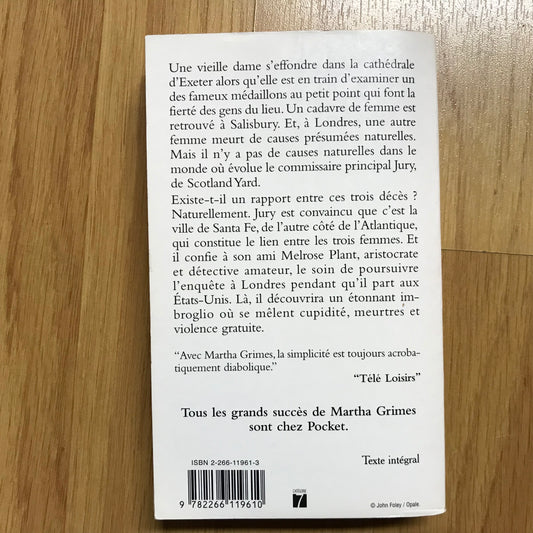 Une vieille dame s'effondre dans la cathédrale
d'Exeter alors qu'elle est en train d'examiner un
des fameux médaillons au petit point qui font la
fierté des gens du lieu. Un cadavre de femme est
retrouvé à Salisbury. Et, à Londres, une autre
femme meurt de causes présumées naturelles.
Mais il n'y a pas de causes naturelles dans le
monde où évolue le commissaire principal Jury,
de Scotland Yard.
Existe-t-il un rapport entre ces trois décès ?
Naturellement. Jury est convaincu que c'est la
ville de Santa Fe, de l'autre côté de l'Atlantique,
qui constitue le lien entre les trois femmes. Et
il confie à son ami Melrose Plant, aristocrate
et détective amateur, le soin de poursuivre
l'enquête à Londres pendant qu'il part aux
États-Unis. Là, il découvrira un étonnant im-
broglio où se mêlent cupidité, meurtres et
violence gratuite.
“Avec Martha Grimes, la simplicité est toujours acroba-
tiquement diabolique.”
“Télé Loisirs”
Tous les grands succès de Martha Grimes
sont chez Pocket.
Texte intégral
ISBN 2-266-11961-3
9 782266 119610
© John Foley / Opale.